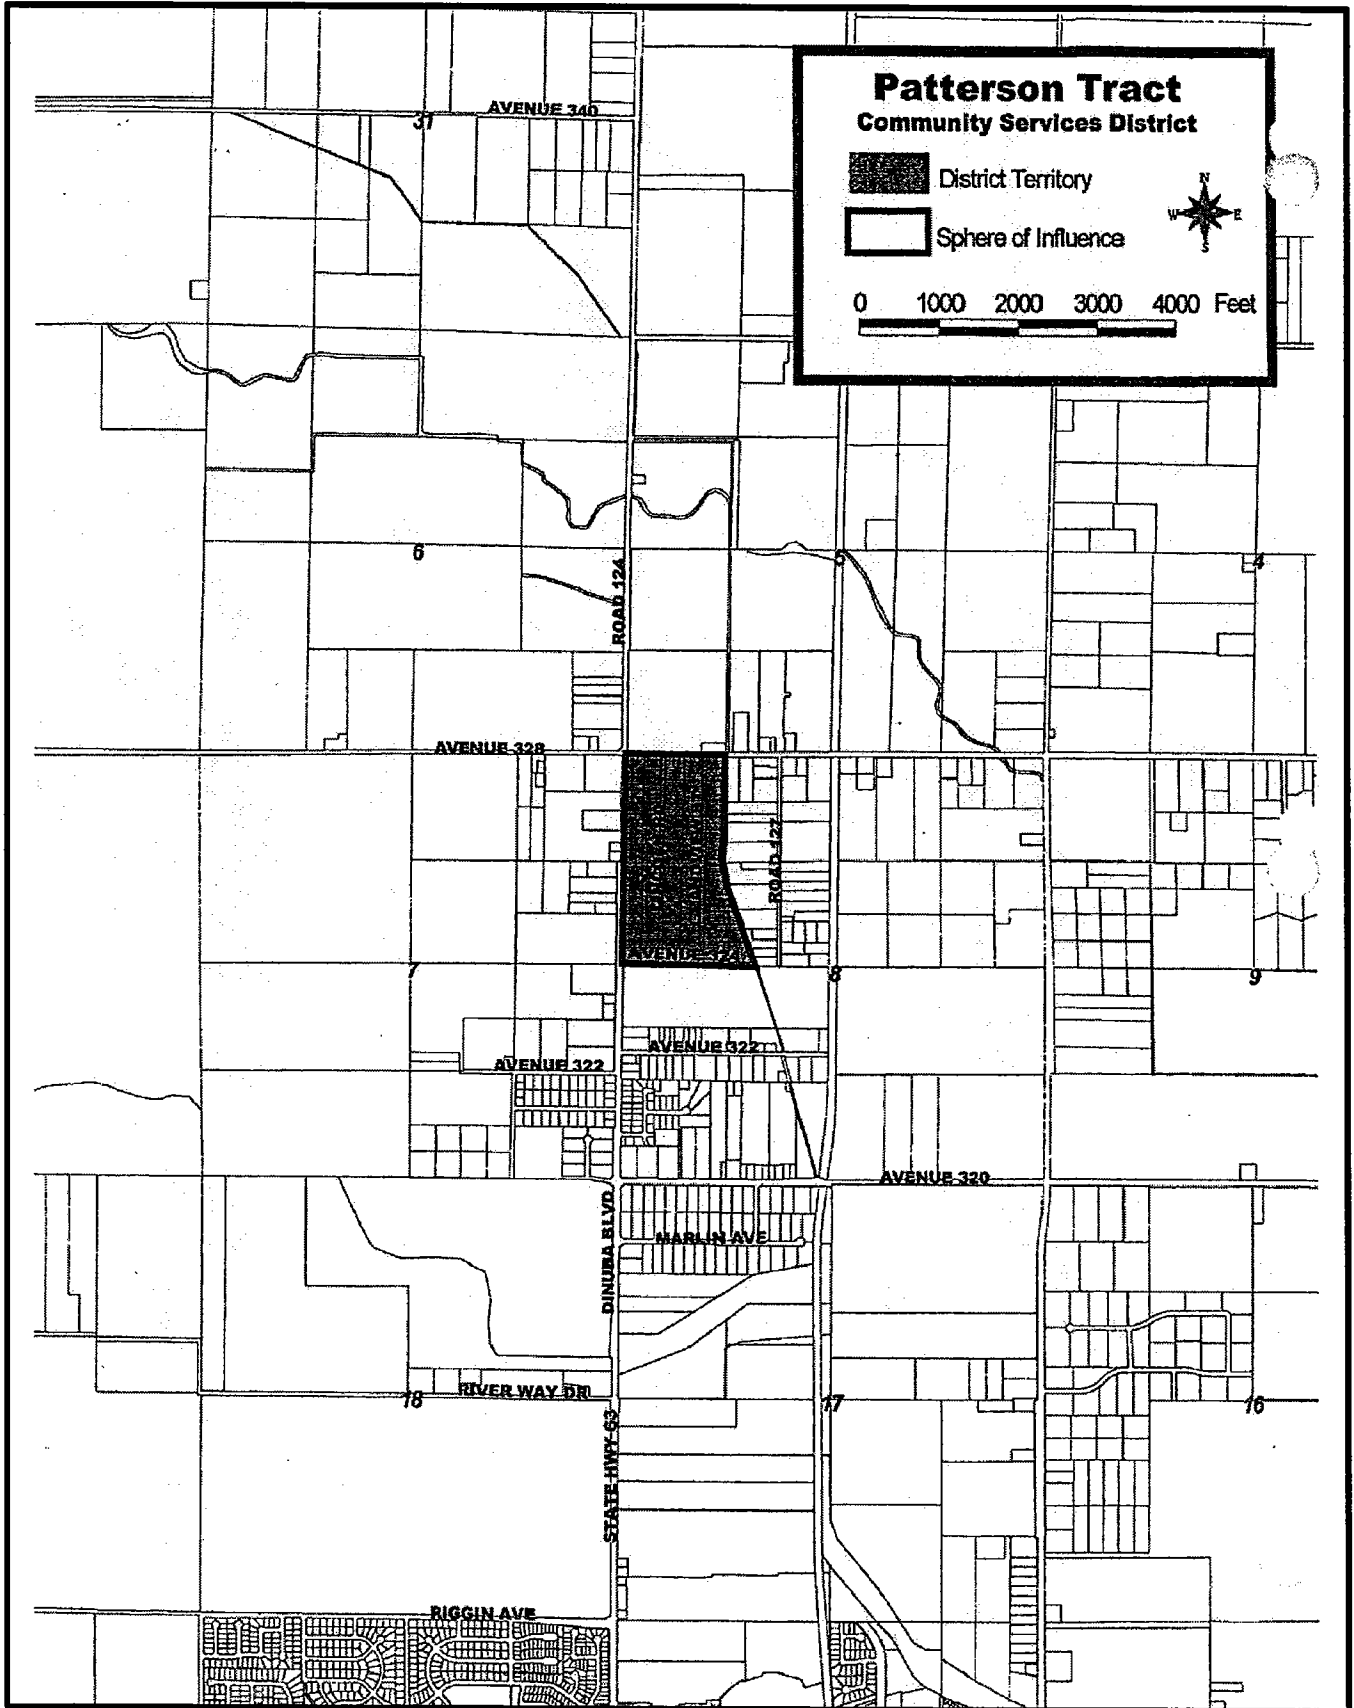 Patterson Tract
Community Services District
District Territory
Sphere of Influence
N
W E
S
0 1000 2000 3000 4000 Feet
AVENUE 340
31
6
5
4
ROAD 124
AVENUE 328
ROAD 127
AVENUE 324
7
8
9
AVENUE 322
AVENUE 322
AVENUE 320
DINUBA BLVD
MARLIN AVE
RIVER WAY DR
18
17
16
STATE HWY 63
RIGGIN AVE